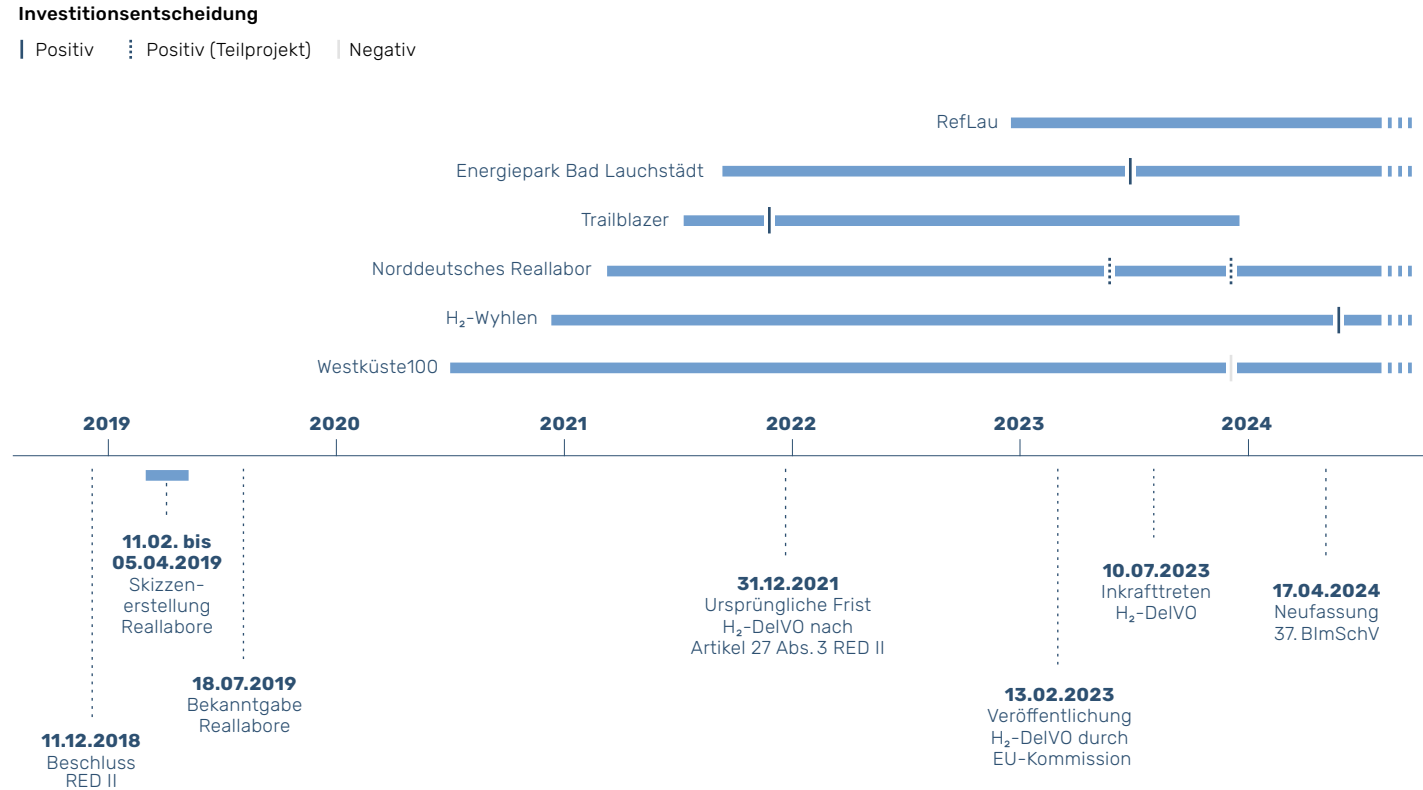 Investitionsentscheidung
Positiv
Positiv (Teilprojekt)
Negativ
RefLau
Energiepark Bad Lauchstädt
Trailblazer
Norddeutsches Reallabor
H₂-Wyhlen
Westküste100
2019
2020
2021
2022
2023
2024
11.12.2018
Beschluss
RED II
11.02. bis
05.04.2019
Skizzen-
erstellung
Reallabore
18.07.2019
Bekanntgabe
Reallabore
31.12.2021
Ursprüngliche Frist
H₂-DelVO nach
Artikel 27 Abs. 3 RED II
13.02.2023
Veröffentlichung
H₂-DelVO durch
EU-Kommission
10.07.2023
Inkrafttreten
H₂-DelVO
17.04.2024
Neufassung
37. BImSchV